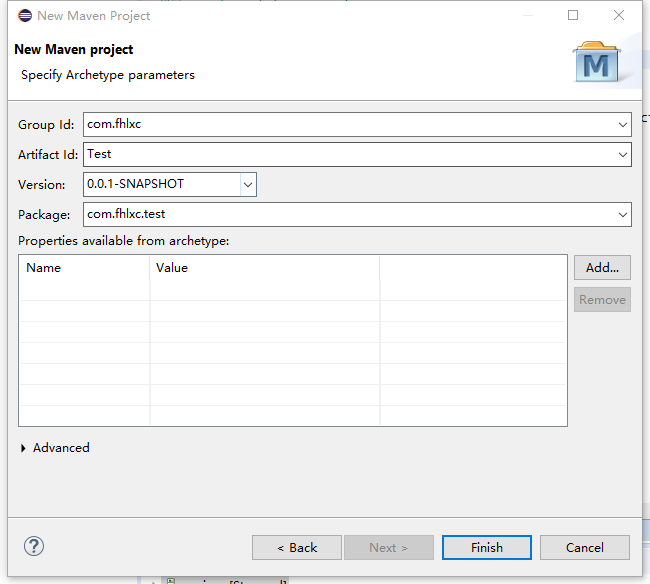 New Maven Project
New Maven project
Specify Archetype parameters
M
Group Id: com.fhlxc
Artifact Id: Test
Version: 0.0.1-SNAPSHOT
Package: com.fhlxc.test
Properties available from archetype:
Name Value
Add...
Remove
Advanced
? < Back Next > Finish Cancel